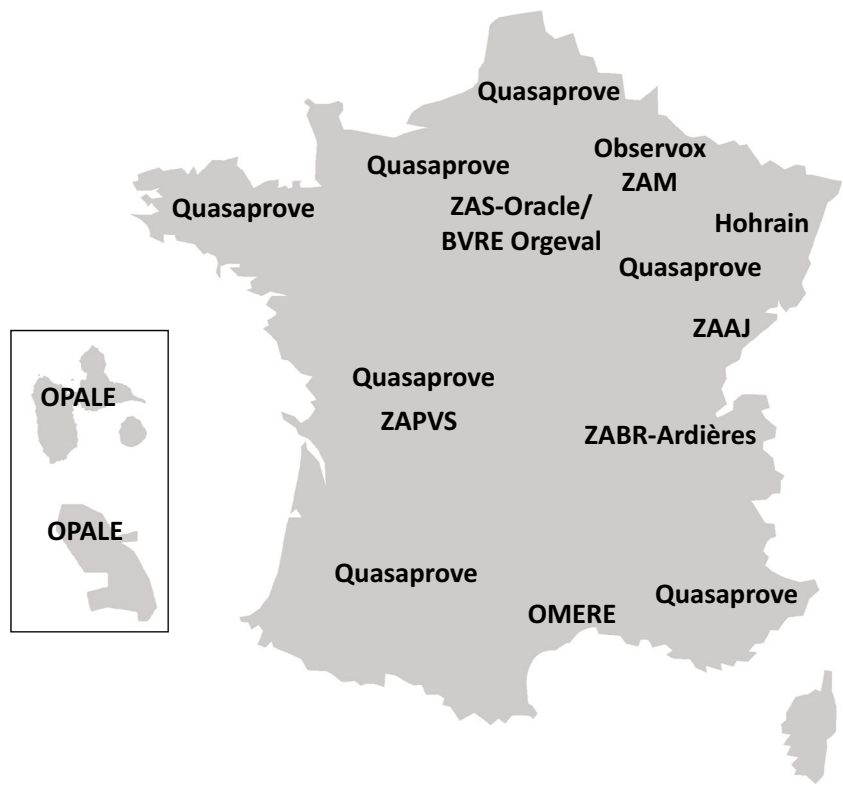 Quasaprove
Observox
ZAM
Quasaprove
Quasaprove
ZAS-Oracle/
BVRE Orgeval
Hohrain
Quasaprove
ZAAJ
Quasaprove
ZAPVS
OPALE
ZABR-Ardières
OPALE
Quasaprove
Quasaprove
OMERE